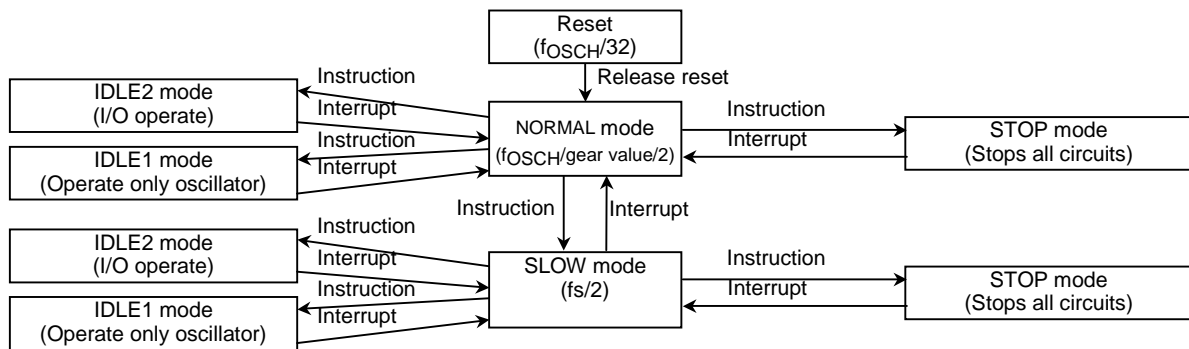 Reset
(fOSCH/32)
Release reset
IDLE2 mode
(I/O operate)
Instruction
Interrupt
IDLE1 mode
(Operate only oscillator)
Instruction
Interrupt
NORMAL mode
(fOSCH/gear value/2)
Instruction
Interrupt
STOP mode
(Stops all circuits)
Instruction
Interrupt
IDLE2 mode
(I/O operate)
Instruction
Interrupt
IDLE1 mode
(Operate only oscillator)
Instruction
Interrupt
SLOW mode
(fs/2)
Instruction
Interrupt
STOP mode
(Stops all circuits)